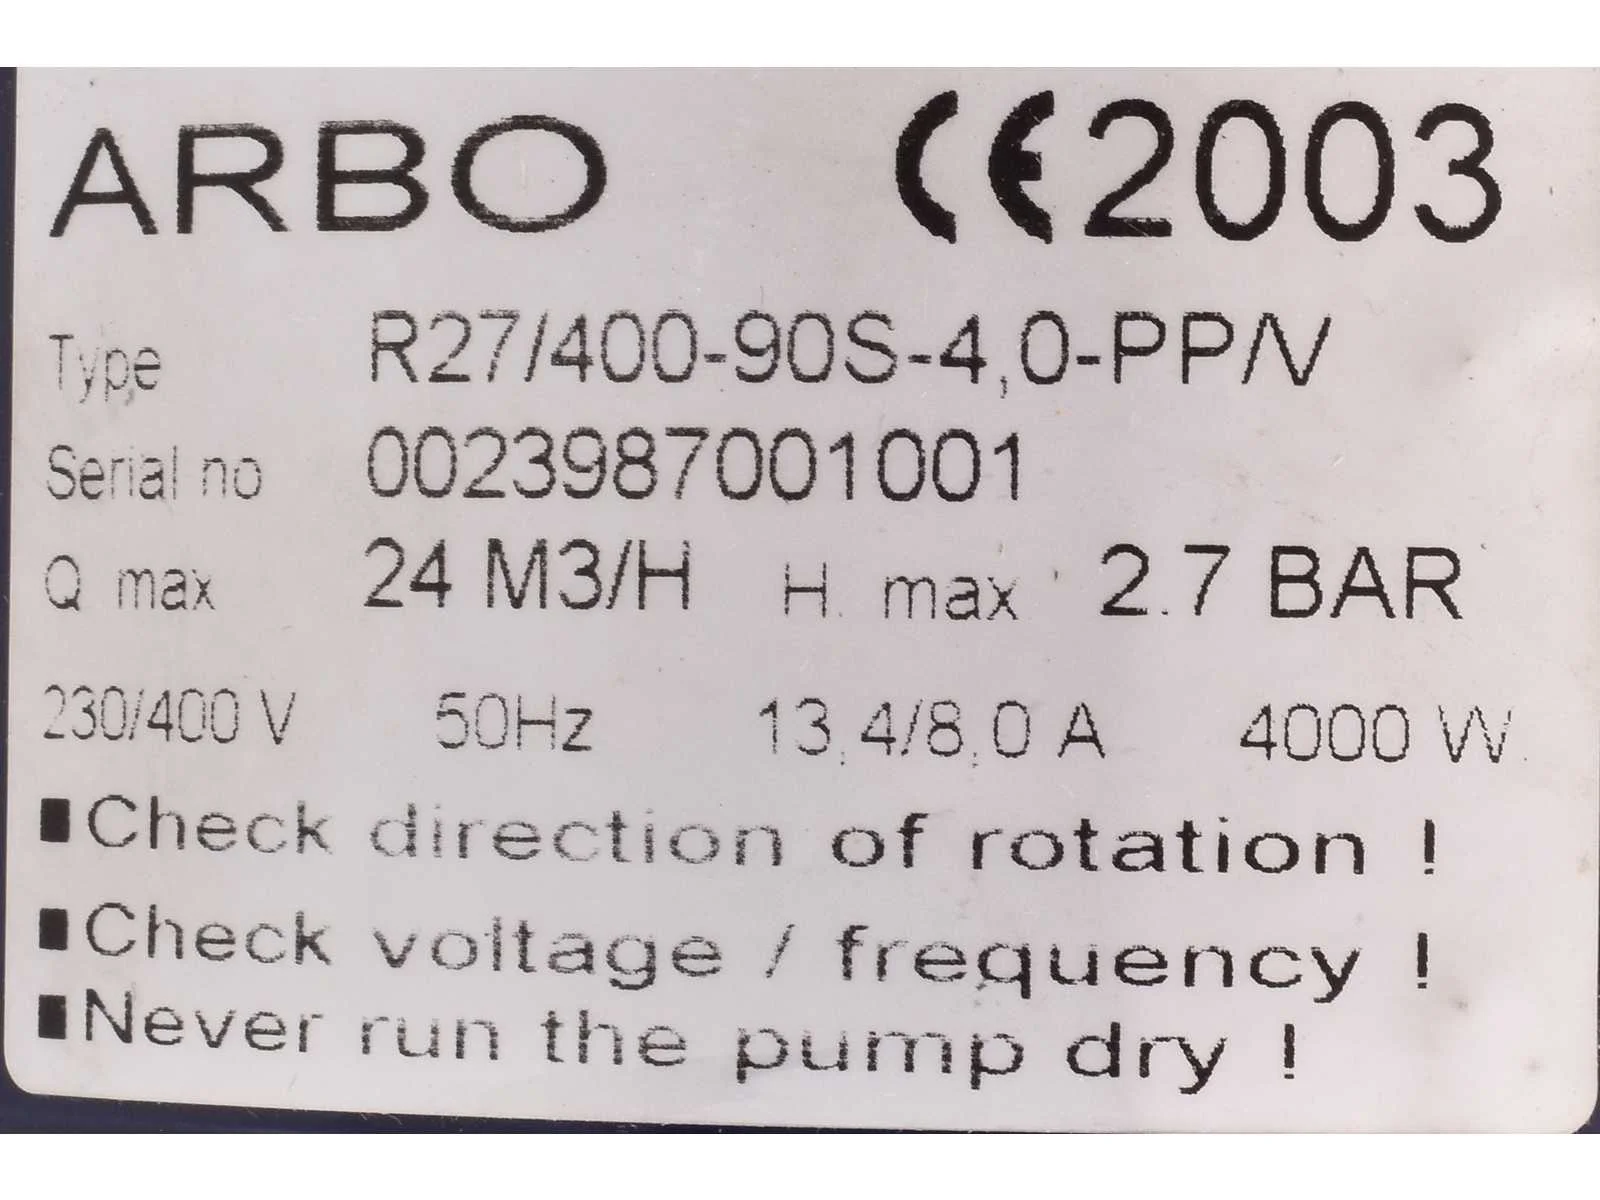 ARBO CE 2003
Type R27/400-90S-4,0-PP/V
Serial no 0023987001001
Q max 24 M3/H H. max 2.7 BAR
230/400 V 50Hz 13,4/8,0 A 4000 W
■ Check direction of rotation !
■ Check voltage / frequency !
■ Never run the pump dry !